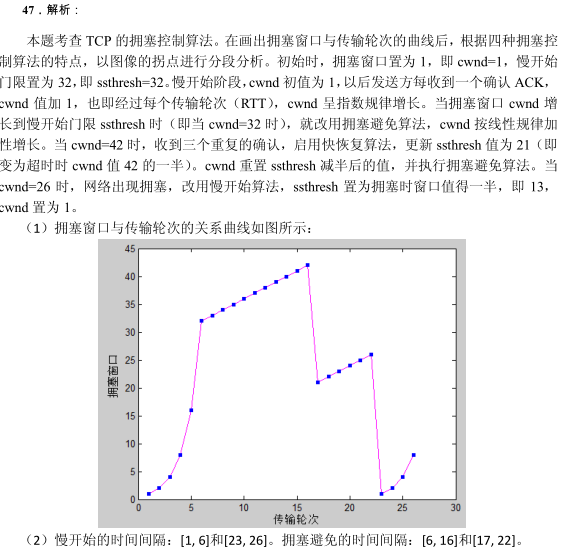 47．解析：
本题考查 TCP 的拥塞控制算法。在画出拥塞窗口与传输轮次的曲线后，根据四种拥塞控
制算法的特点，以图像的拐点进行分段分析。初始时，拥塞窗口置为 1，即 cwnd=1，慢开始
门限置为 32，即 ssthresh=32。慢开始阶段，cwnd 初值为 1，以后发送方每收到一个确认 ACK，
cwnd 值加 1，也即经过每个传输轮次（RTT），cwnd 呈指数规律增长。当拥塞窗口 cwnd 增
长到慢开始门限 ssthresh 时（即当 cwnd=32 时），就改用拥塞避免算法，cwnd 按线性规律加
性增长。当 cwnd=42 时，收到三个重复的确认，启用快恢复算法，更新 ssthresh 值为 21（即
变为超时时 cwnd 值 42 的一半）。cwnd 重置 ssthresh 减半后的值，并执行拥塞避免算法。当
cwnd=26 时，网络出现拥塞，改用慢开始算法，ssthresh 置为拥塞时窗口值得一半，即 13，
cwnd 置为 1。
（1）拥塞窗口与传输轮次的关系曲线如图所示：
45
40
35
30
25
20
15
10
5
0
拥塞窗口
0 5 10 15 20 25 30
传输轮次
（2）慢开始的时间间隔：[1, 6]和[23, 26]。拥塞避免的时间间隔：[6, 16]和[17, 22]。